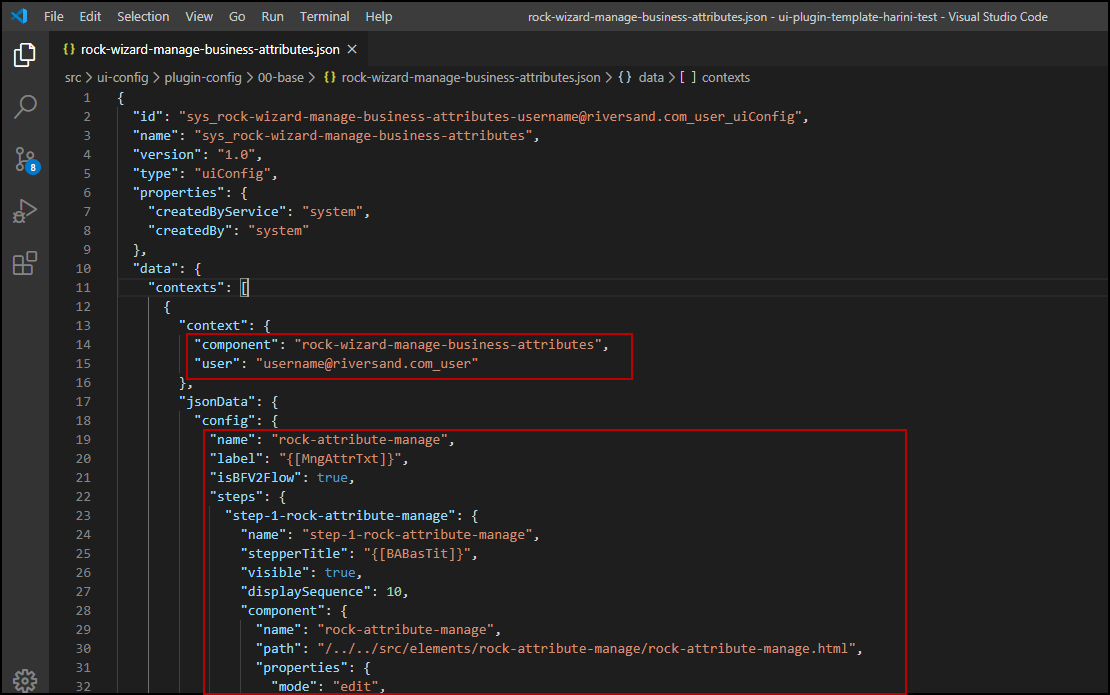 File Edit Selection View Go Run Terminal Help rock-wizard-manage-business-attributes.json - ui-plugin-template-harini-test - Visual Studio Code
{} rock-wizard-manage-business-attributes.json ×
src > ui-config > plugin-config > 00-base > {} rock-wizard-manage-business-attributes.json > {} data > [ ] contexts
1 {
2 "id": "sys_rock-wizard-manage-business-attributes-username@riversand.com_user_uiConfig",
3 "name": "sys_rock-wizard-manage-business-attributes",
4 "version": "1.0",
5 "type": "uiConfig",
6 "properties": {
7 "createdByService": "system",
8 "createdBy": "system"
9 },
10 "data": {
11 "contexts": [
12 {
13 "context": {
14 "component": "rock-wizard-manage-business-attributes",
15 "user": "username@riversand.com_user"
16 },
17 "jsonData": {
18 "config": {
19 "name": "rock-attribute-manage",
20 "label": "{[MngAttrTxt]}",
21 "isBFV2Flow": true,
22 "steps": {
23 "step-1-rock-attribute-manage": {
24 "name": "step-1-rock-attribute-manage",
25 "stepperTitle": "{[BABasTit]}",
26 "visible": true,
27 "displaySequence": 10,
28 "component": {
29 "name": "rock-attribute-manage",
30 "path": "/../../src/elements/rock-attribute-manage/rock-attribute-manage.html",
31 "properties": {
32 "mode": "edit",
8